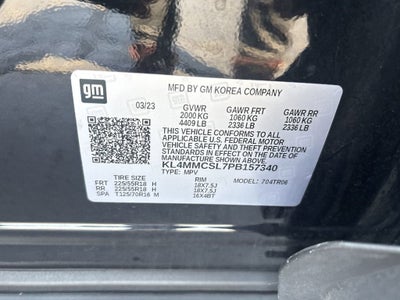 gm
MFD BY GM KOREA COMPANY
03/23 GVWR GAWR FRT GAWR RR
2000 KG 1060 KG 1060 KG
4409 LB 2336 LB 2336 LB
THIS VEHICLE CONFORMS TO ALL APPLICABLE
U.S. FEDERAL MOTOR VEHICLE SAFETY, BUMPER, AND
THEFT PREVENTION STANDARDS IN EFFECT ON THE DATE
OF MANUFACTURE SHOWN ABOVE.
KL4MMCSL7PB157340
TYPE: MPV MODEL: 704TR06
RIM
FRT 225/55R18 H 18X7.5J
RR 225/55R18 H 18X7.5J
SPA T125/70R16 M 16X4BT